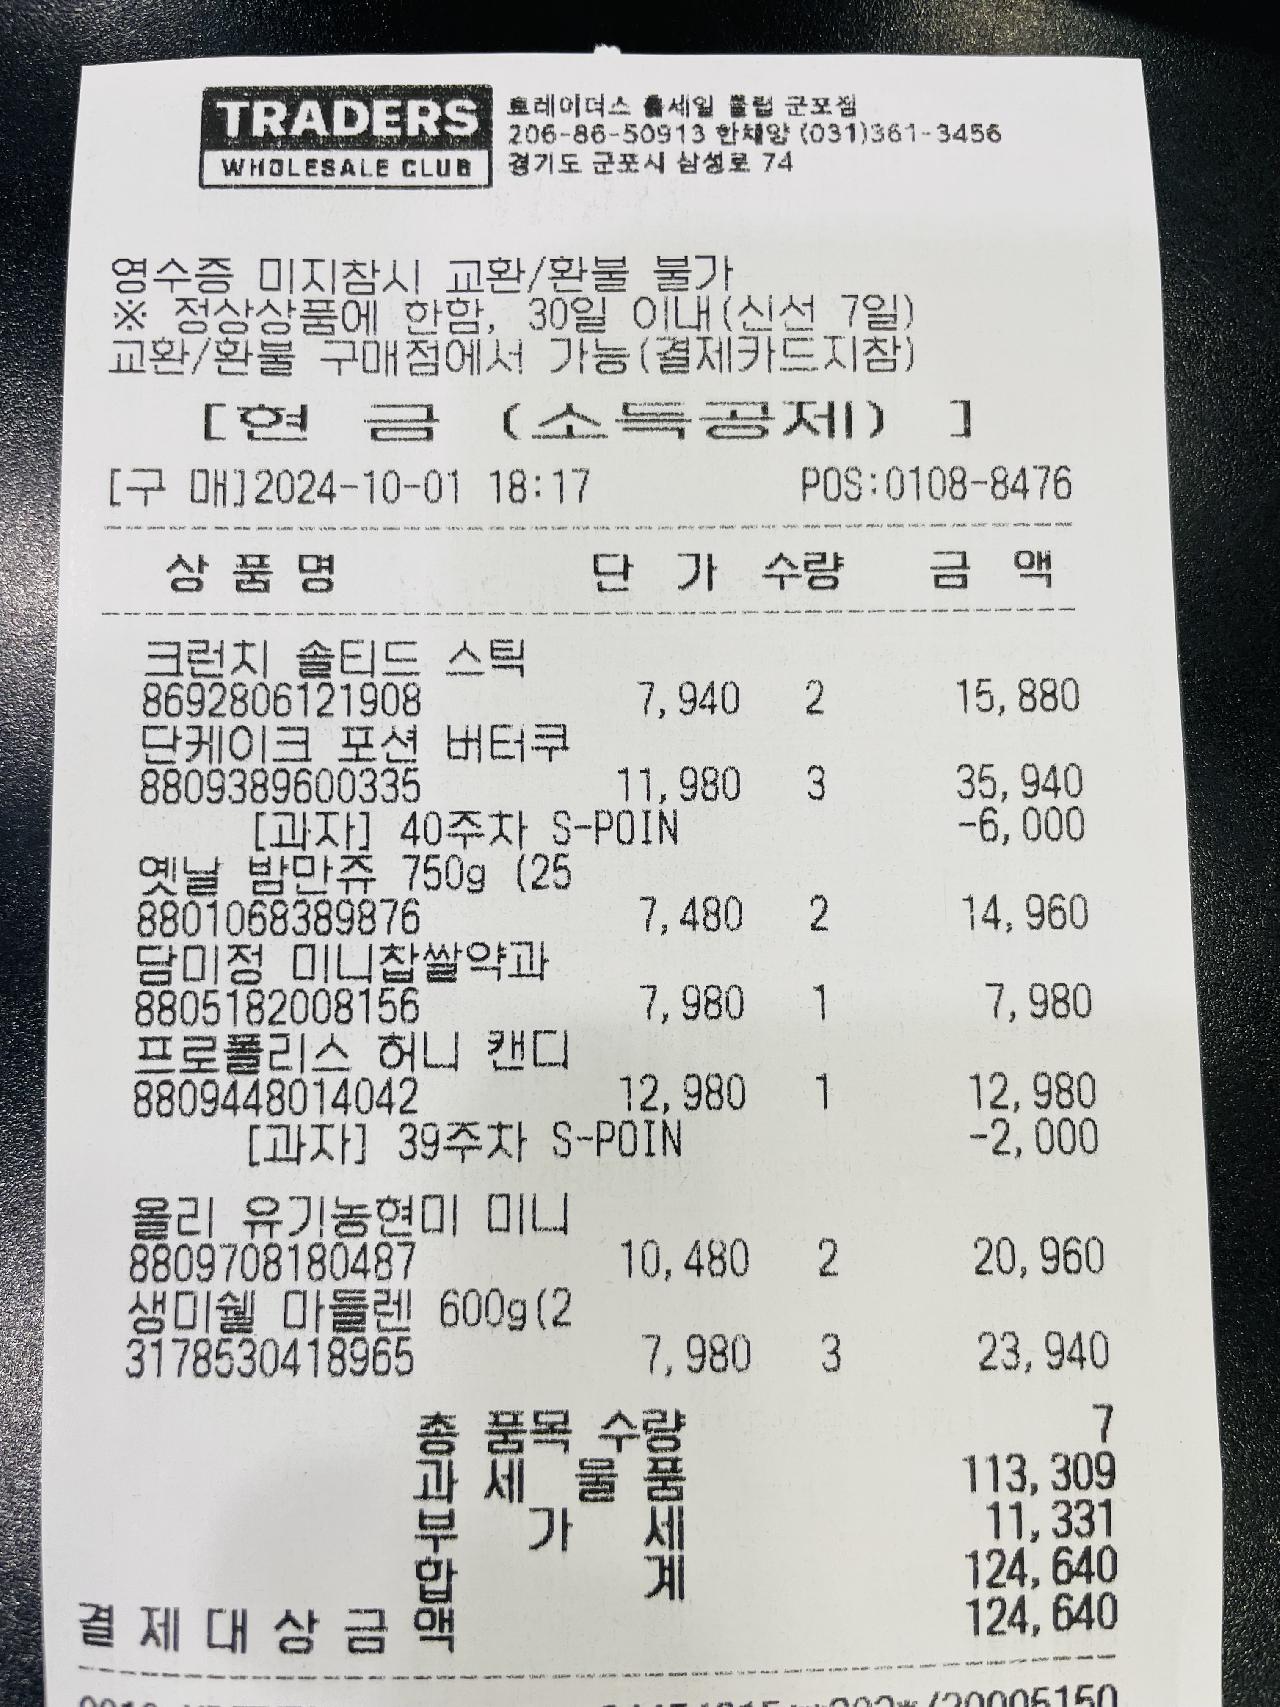 TRADERS
WHOLESALE CLUB
트레이더스 홀세일 클럽 군포점
206-86-50913 한채양 (031)361-3456
경기도 군포시 삼성로 74
영수증 미지참시 교환/환불 불가
※ 정상상품에 한함, 30일 이내(신선 7일)
교환/환불 구매점에서 가능(결제카드지참)
[현 금 (소득공제) ]
[구 매]2024-10-01 18:17 POS:0108-8476
상 품 명 단 가 수량 금 액
크런치 솔티드 스틱
8692806121908 7,940 2 15,880
단케이크 포션 버터쿠
8809389600335 11,980 3 35,940
[과자] 40주차 S-POIN -6,000
옛날 밤만쥬 750g (25
8801068389876 7,480 2 14,960
담미정 미니찹쌀약과
8805182008156 7,980 1 7,980
프로폴리스 허니 캔디
8809448014042 12,980 1 12,980
[과자] 39주차 S-POIN -2,000
올리 유기농현미 미니
8809708180487 10,480 2 20,960
생미쉘 마들렌 600g(2
3178530418965 7,980 3 23,940
총 품목 수량 7
과 세 물 품 113,309
부 가 세 11,331
합 계 124,640
결 제 대 상 금 액 124,640